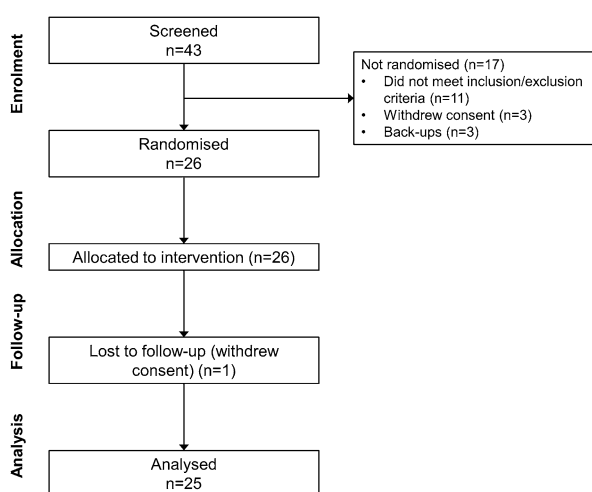 Enrolment
Screened
n=43
Not randomised (n=17)
• Did not meet inclusion/exclusion
criteria (n=11)
• Withdrew consent (n=3)
• Back-ups (n=3)
Randomised
n=26
Allocation
Allocated to intervention (n=26)
Follow-up
Lost to follow-up (withdrew
consent) (n=1)
Analysis
Analysed
n=25